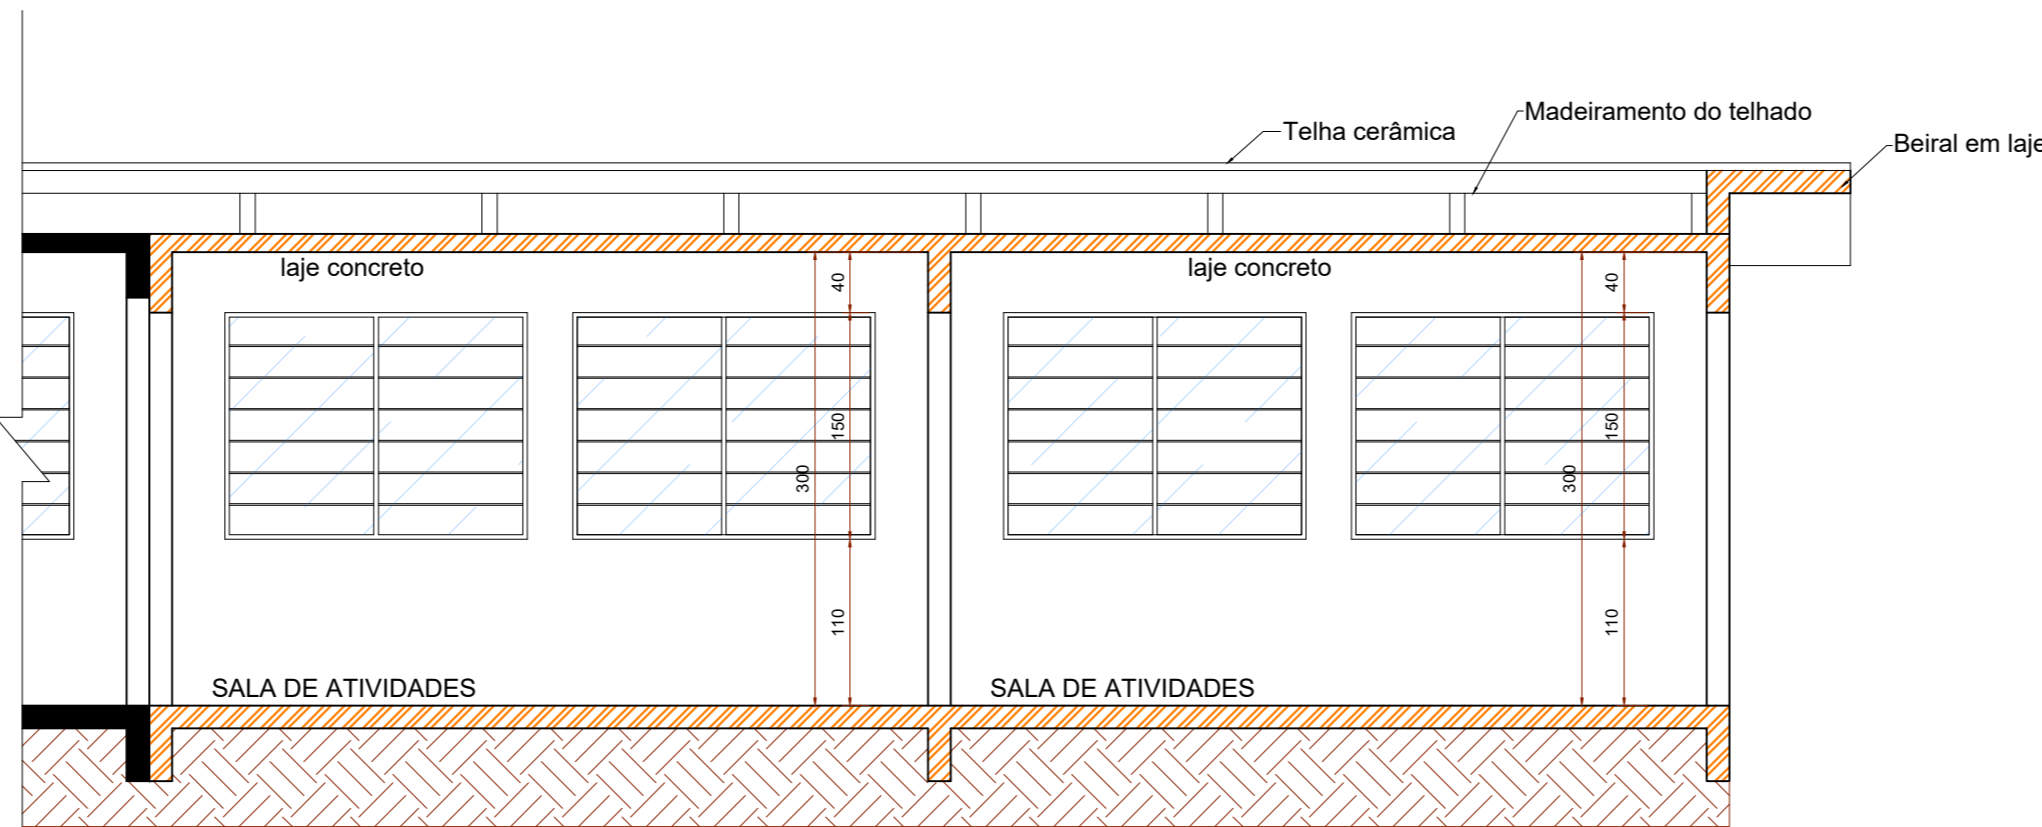 Madeiramento do telhado
Telha cerâmica
Beiral em laje
laje concreto
laje concreto
40
40
150
150
300
300
110
110
SALA DE ATIVIDADES
SALA DE ATIVIDADES